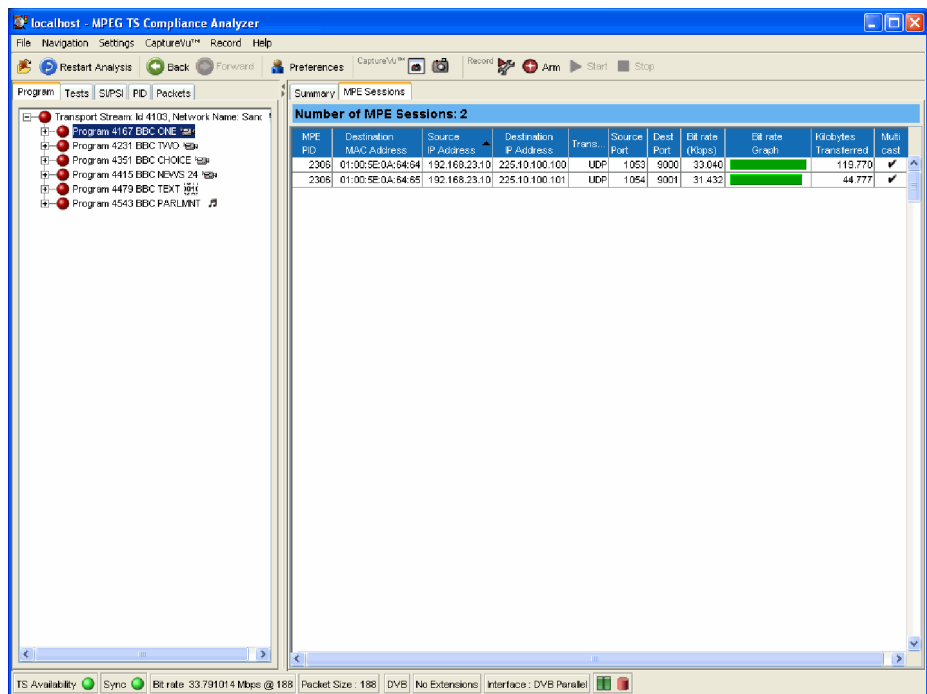 localhost - MPEG TS Compliance Analyzer
File Navigation Settings CaptureVu™ Record Help
Restart Analysis Back Forward Preferences CaptureVu™ Record Arm Start Stop
Program Tests SI/PSI PID Packets
Summary MPE Sessions
Transport Stream: Id 4103, Network Name: Sanc
Program 4167 BBC ONE
Program 4231 BBC TWO
Program 4351 BBC CHOICE
Program 4415 BBC NEWS 24
Program 4479 BBC TEXT
Program 4543 BBC PARLMNT
Number of MPE Sessions: 2
MPE PID Destination MAC Address Source IP Address Destination IP Address Trans... Source Port Dest Port Bit rate (Kbps) Bit rate Graph Kilobytes Transferred Multi cast
2306 01:00:5E:0A:64:64 192.168.23.10 225.10.100.100 UDP 1053 9000 33.040 119.770 ✔
2306 01:00:5E:0A:64:65 192.168.23.10 225.10.100.101 UDP 1054 9001 31.432 44.777 ✔
TS Availability Sync Bit rate 33.791014 Mbps @ 188 Packet Size : 188 DVB No Extensions Interface : DVB Parallel